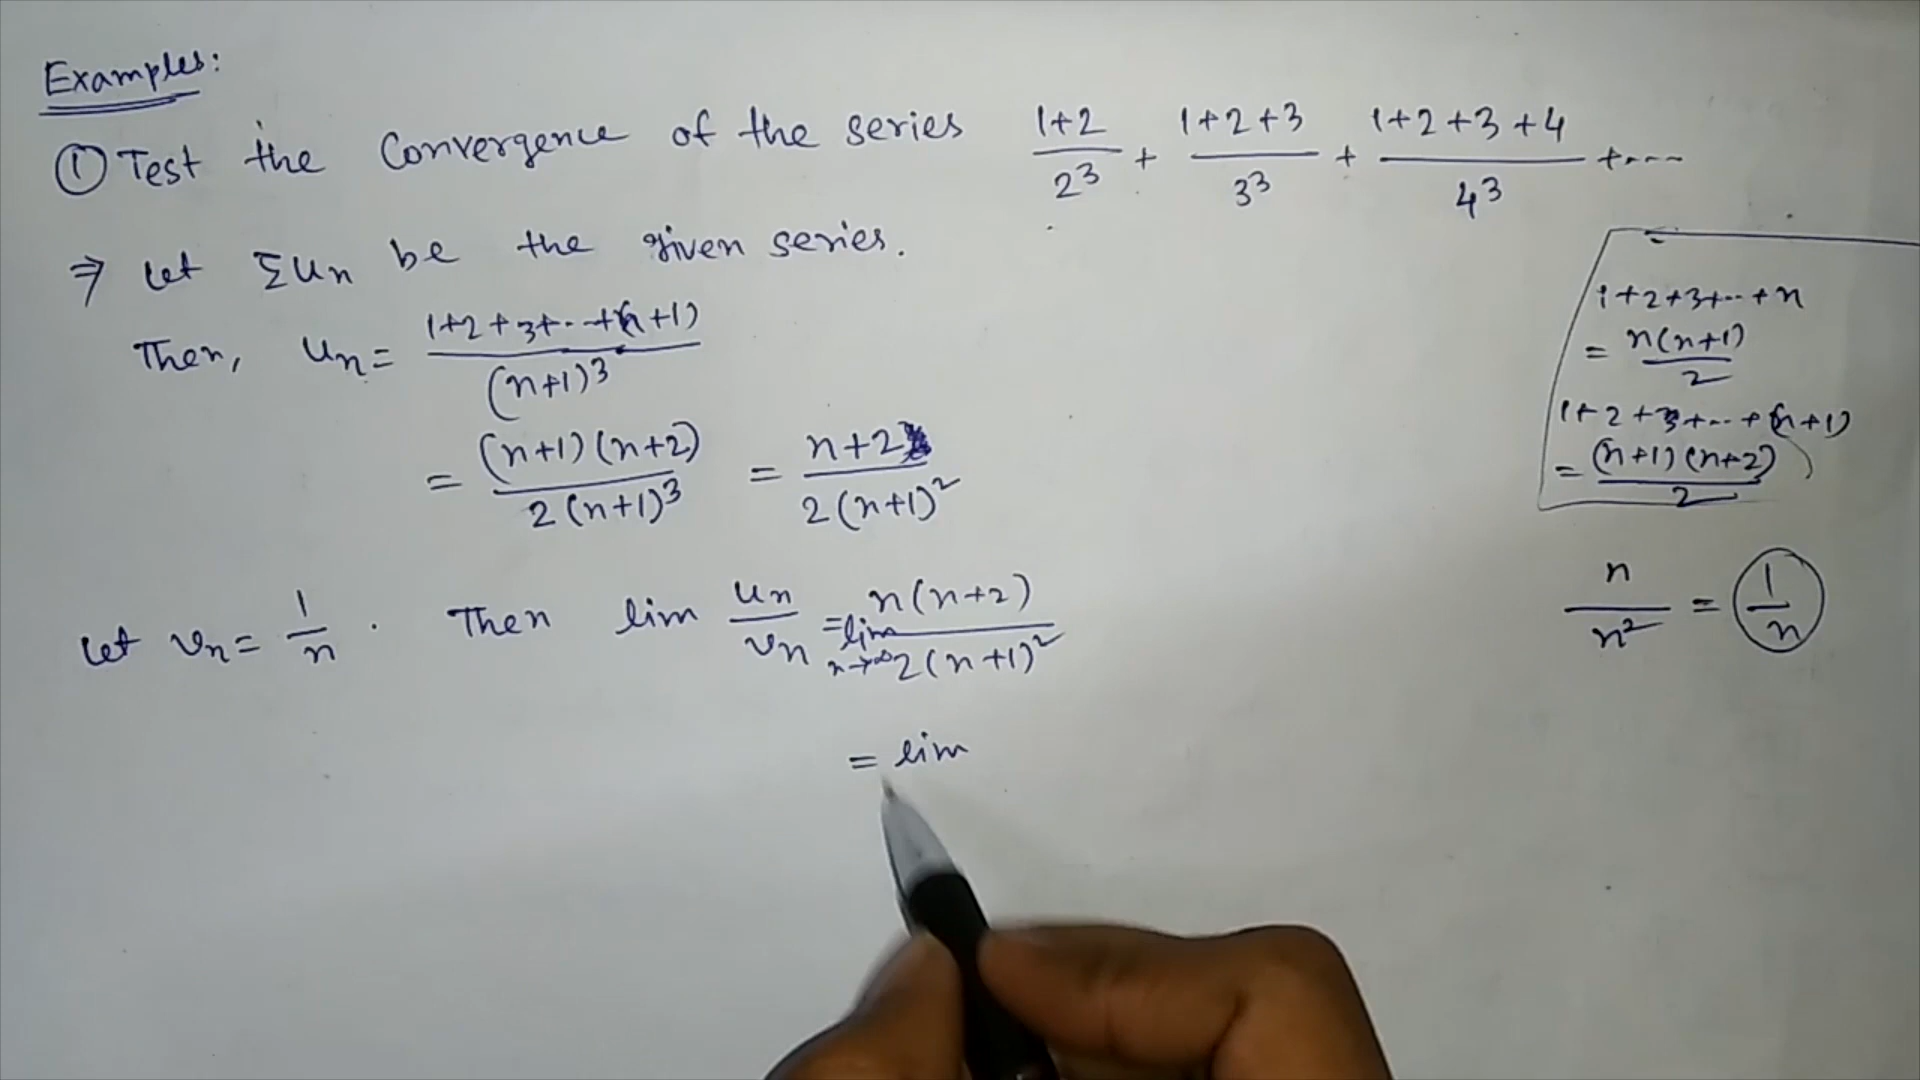 Examples:
① Test the Convergence of the series (1+2)/2³ + (1+2+3)/3³ + (1+2+3+4)/4³ + ----
⇒ Let Σun be the given series.
Then, un = (1+2+3+--+(n+1))/(n+1)³
= (n+1)(n+2)/2(n+1)³ = n+2/2(n+1)²
Let vn = 1/n . Then lim un/vn = lim n→∞ n(n+2)/2(n+1)²
= lim
1+2+3+--+n
= n(n+1)/2
1+2+3+--+(n+1)
= (n+1)(n+2)/2
n/n² = 1/n